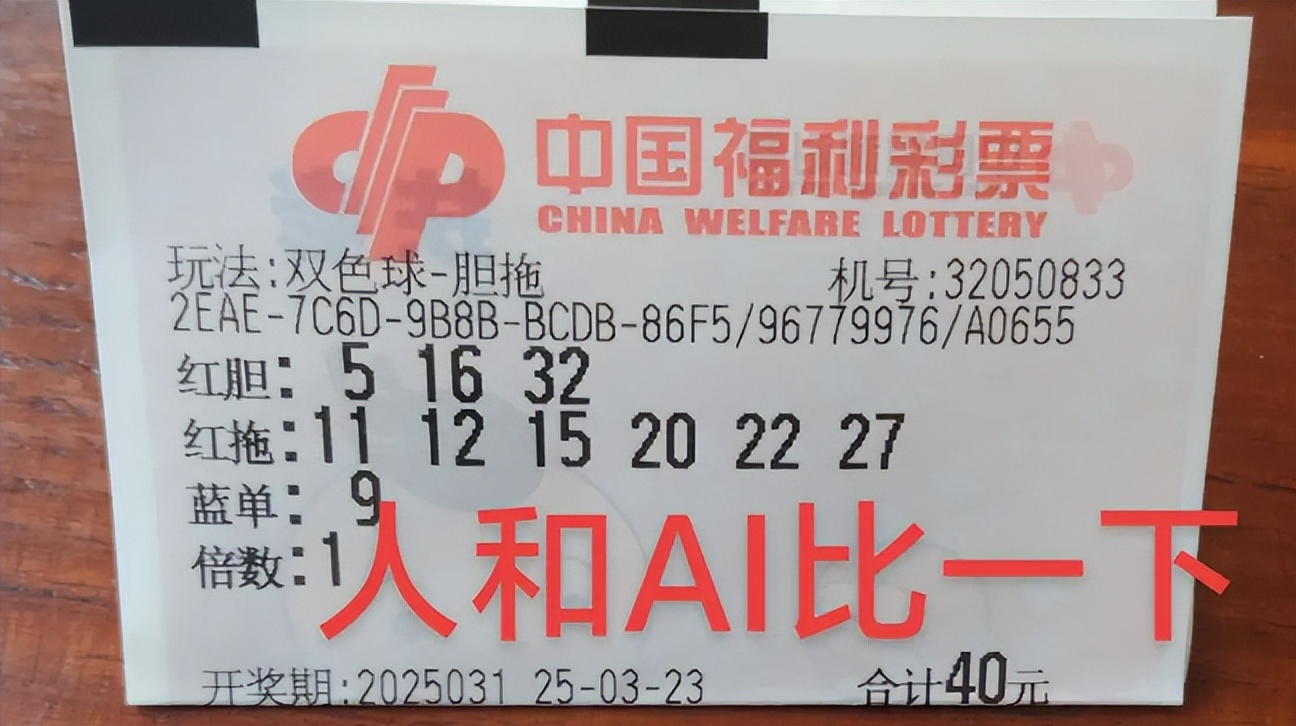 中国福利彩票
CHINA WELFARE LOTTERY
玩法:双色球-胆拖 机号:32050833
2EAE-7C6D-9B8B-BCDB-86F5/96779976/A0655
红胆: 5 16 32
红拖:11 12 15 20 22 27
蓝单: 9
倍数:1
人和AI比一下
开奖期:2025031 25-03-23 合计40元